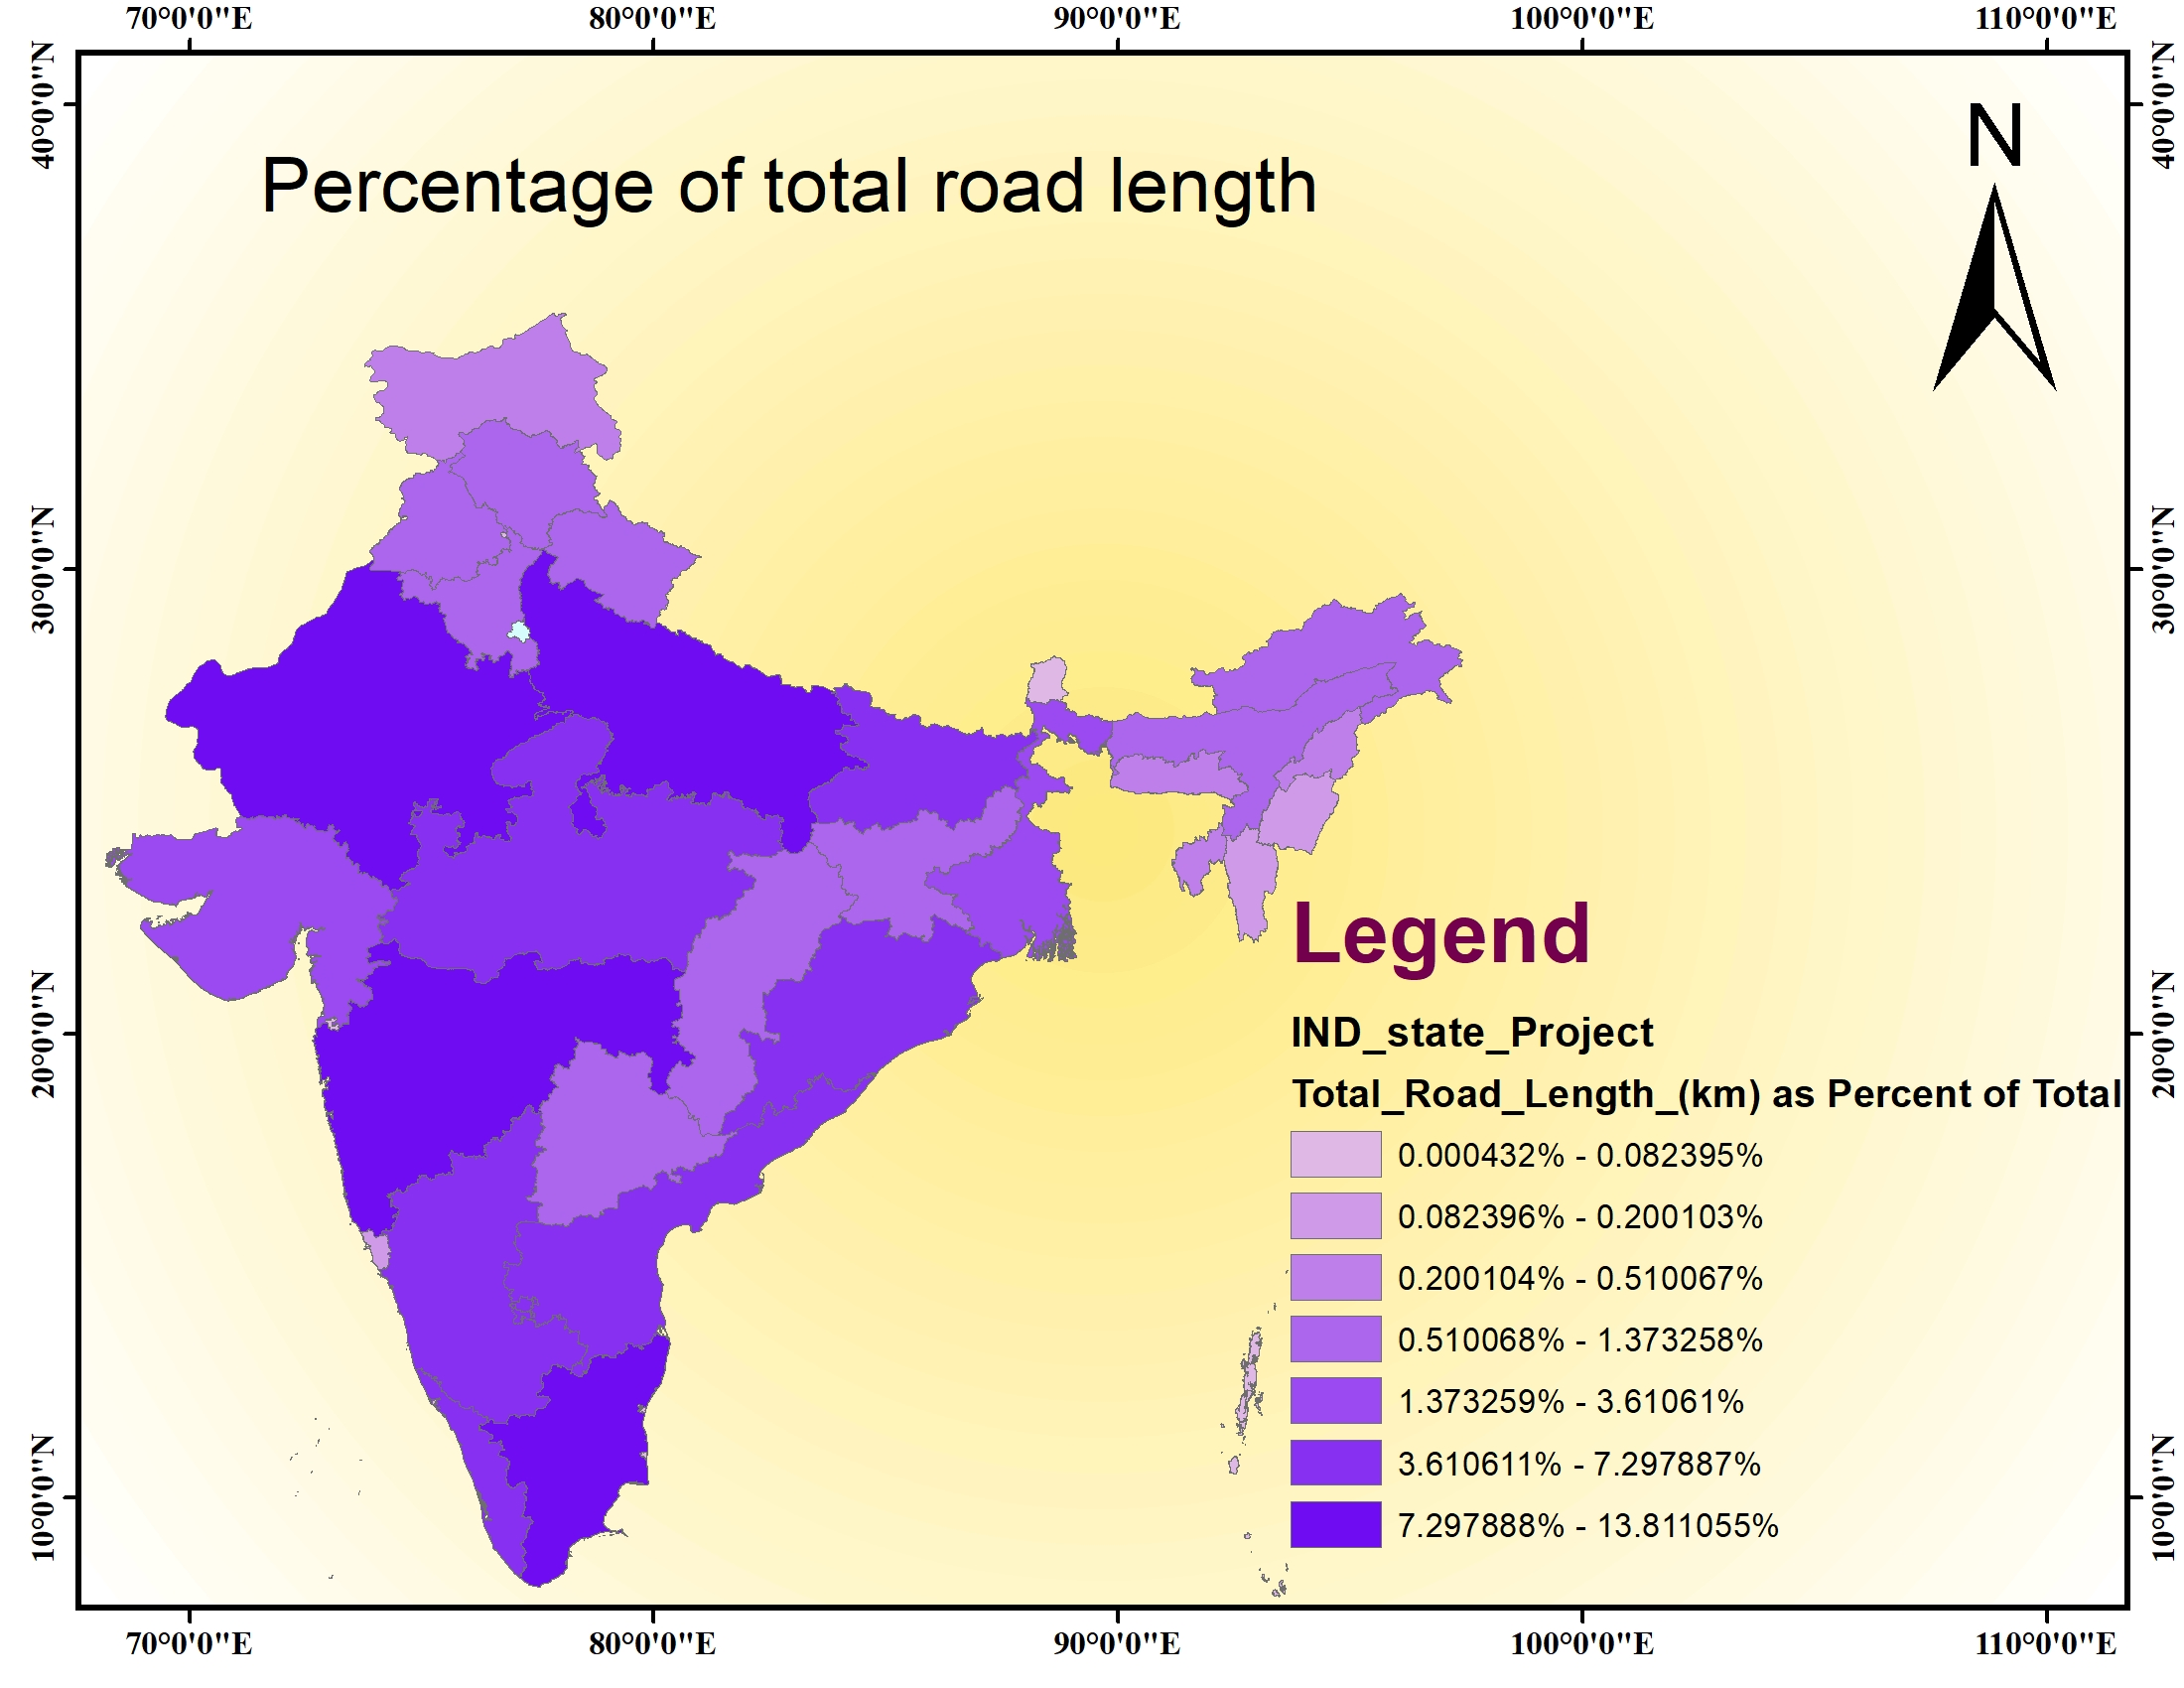 70°0'0"E 80°0'0"E 90°0'0"E 100°0'0"E 110°0'0"E
40°0'0"N 40°0'0"N
N
Percentage of total road length
30°0'0"N 30°0'0"N
Legend
IND_state_Project
20°0'0"N 20°0'0"N
Total_Road_Length_(km) as Percent of Total
0.000432% - 0.082395%
0.082396% - 0.200103%
0.200104% - 0.510067%
0.510068% - 1.373258%
1.373259% - 3.61061%
3.610611% - 7.297887%
7.297888% - 13.811055%
10°0'0"N 10°0'0"N
70°0'0"E 80°0'0"E 90°0'0"E 100°0'0"E 110°0'0"E